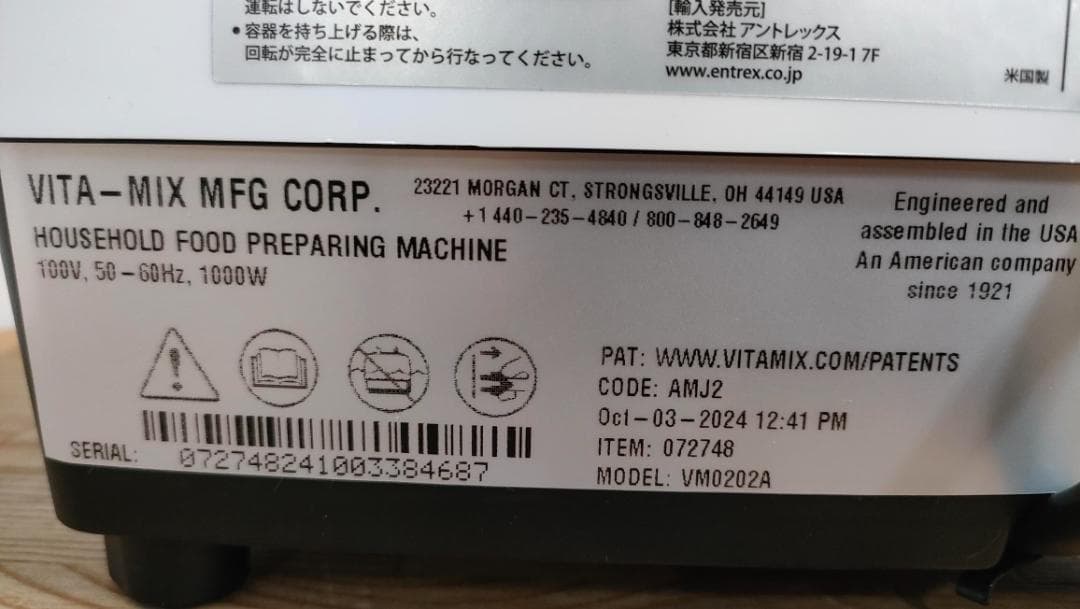 運転はしないでください。
• 容器を持ち上げる際は、
回転が完全に止まってから行なってください。
[輸入発売元]
株式会社 アントレックス
東京都新宿区新宿 2-19-1 7F
www.entrex.co.jp
米国製
VITA-MIX MFG CORP.
23221 MORGAN CT, STRONGSVILLE, OH 44149 USA
+1 440-235-4840 / 800-848-2649
HOUSEHOLD FOOD PREPARING MACHINE
100V, 50-60Hz, 1000W
Engineered and
assembled in the USA
An American company
since 1921
PAT: WWW.VITAMIX.COM/PATENTS
CODE: AMJ2
Oct-03-2024 12:41 PM
ITEM: 072748
MODEL: VM0202A
SERIAL: 072748241003384687